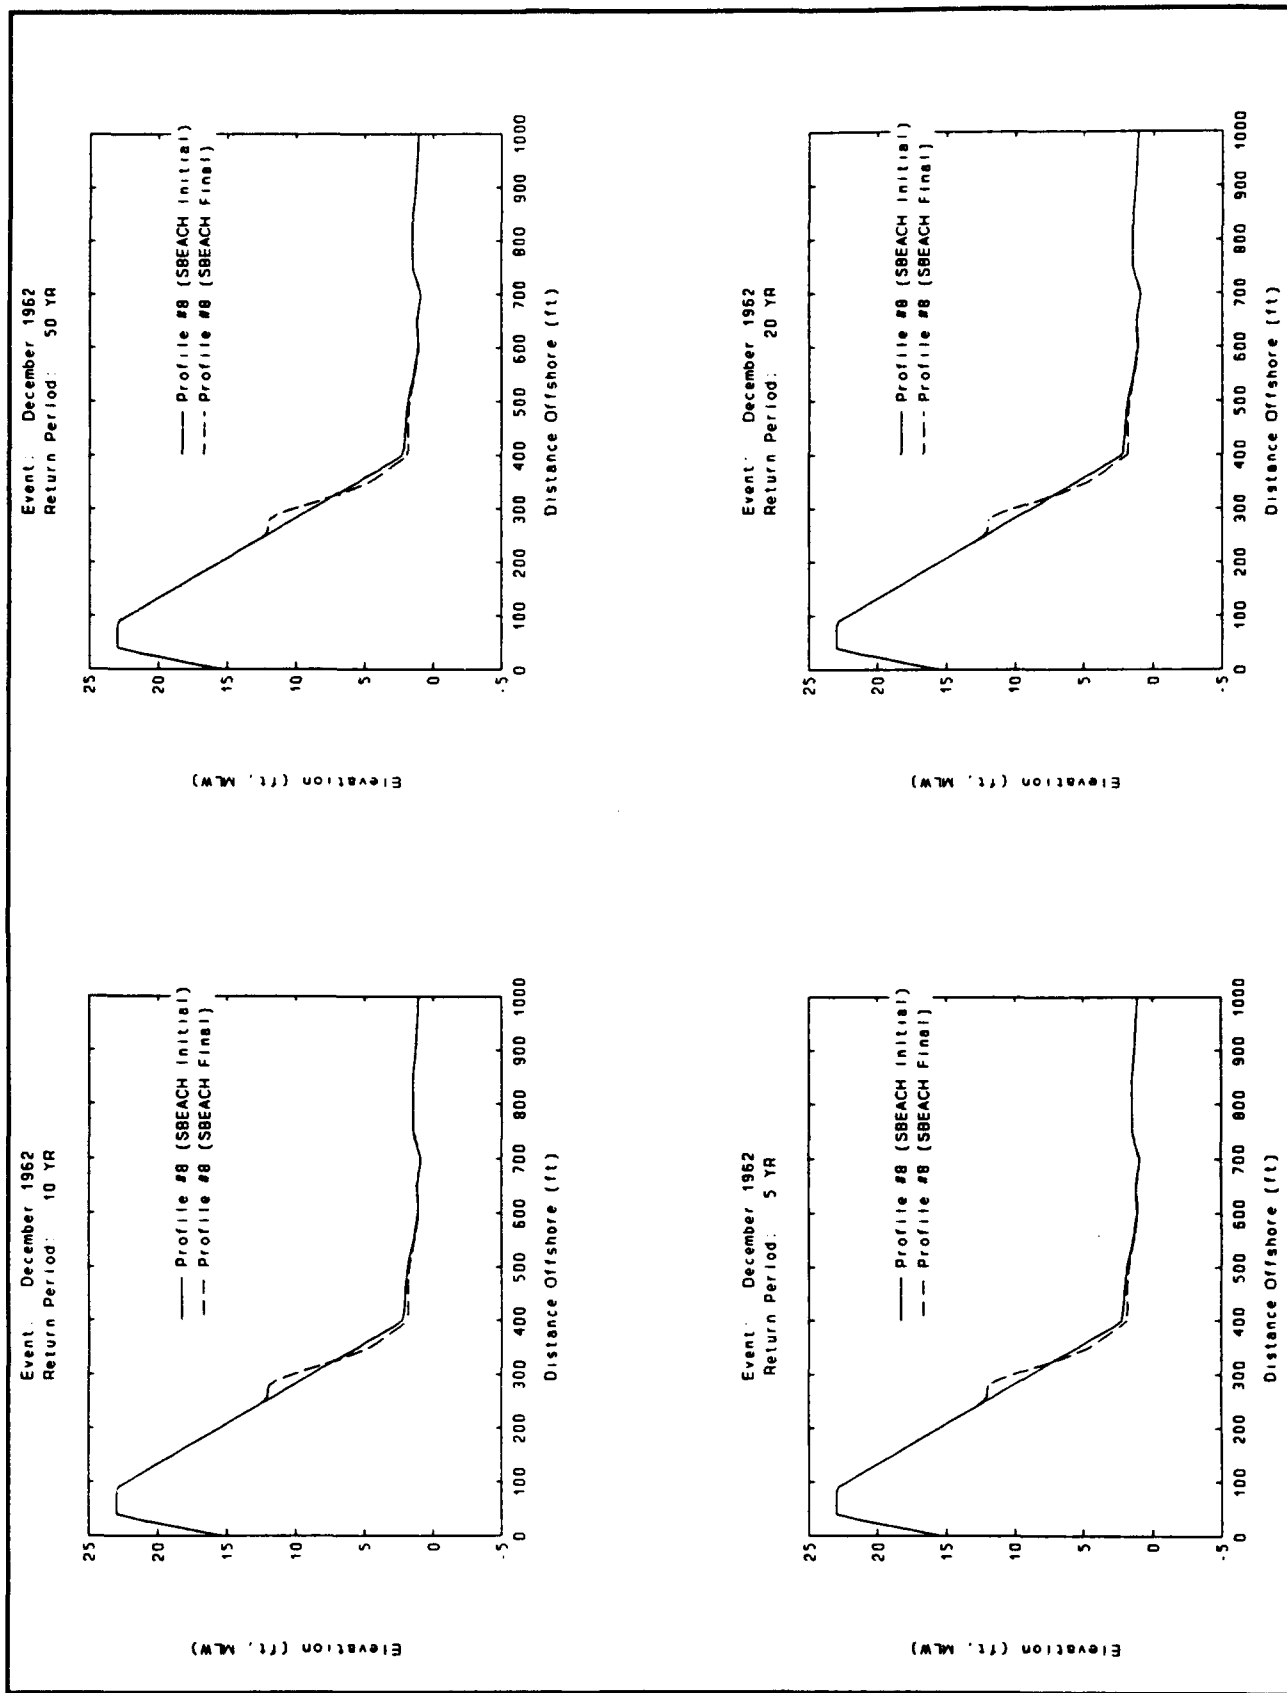 Event: December 1962
Return Period: 10 YR
Profile #8 (SBEACH Initial)
Profile #8 (SBEACH Final)
25
20
15
10
5
0
-5
Elevation (ft, MLW)
0 100 200 300 400 500 600 700 800 900 1000
Distance Offshore (ft)
Event: December 1962
Return Period: 50 YR
Profile #8 (SBEACH Initial)
Profile #8 (SBEACH Final)
25
20
15
10
5
0
-5
Elevation (ft, MLW)
0 100 200 300 400 500 600 700 800 900 1000
Distance Offshore (ft)
Event: December 1962
Return Period: 5 YR
Profile #8 (SBEACH Initial)
Profile #8 (SBEACH Final)
25
20
15
10
5
0
-5
Elevation (ft, MLW)
0 100 200 300 400 500 600 700 800 900 1000
Distance Offshore (ft)
Event: December 1962
Return Period: 20 YR
Profile #8 (SBEACH Initial)
Profile #8 (SBEACH Final)
25
20
15
10
5
0
-5
Elevation (ft, MLW)
0 100 200 300 400 500 600 700 800 900 1000
Distance Offshore (ft)